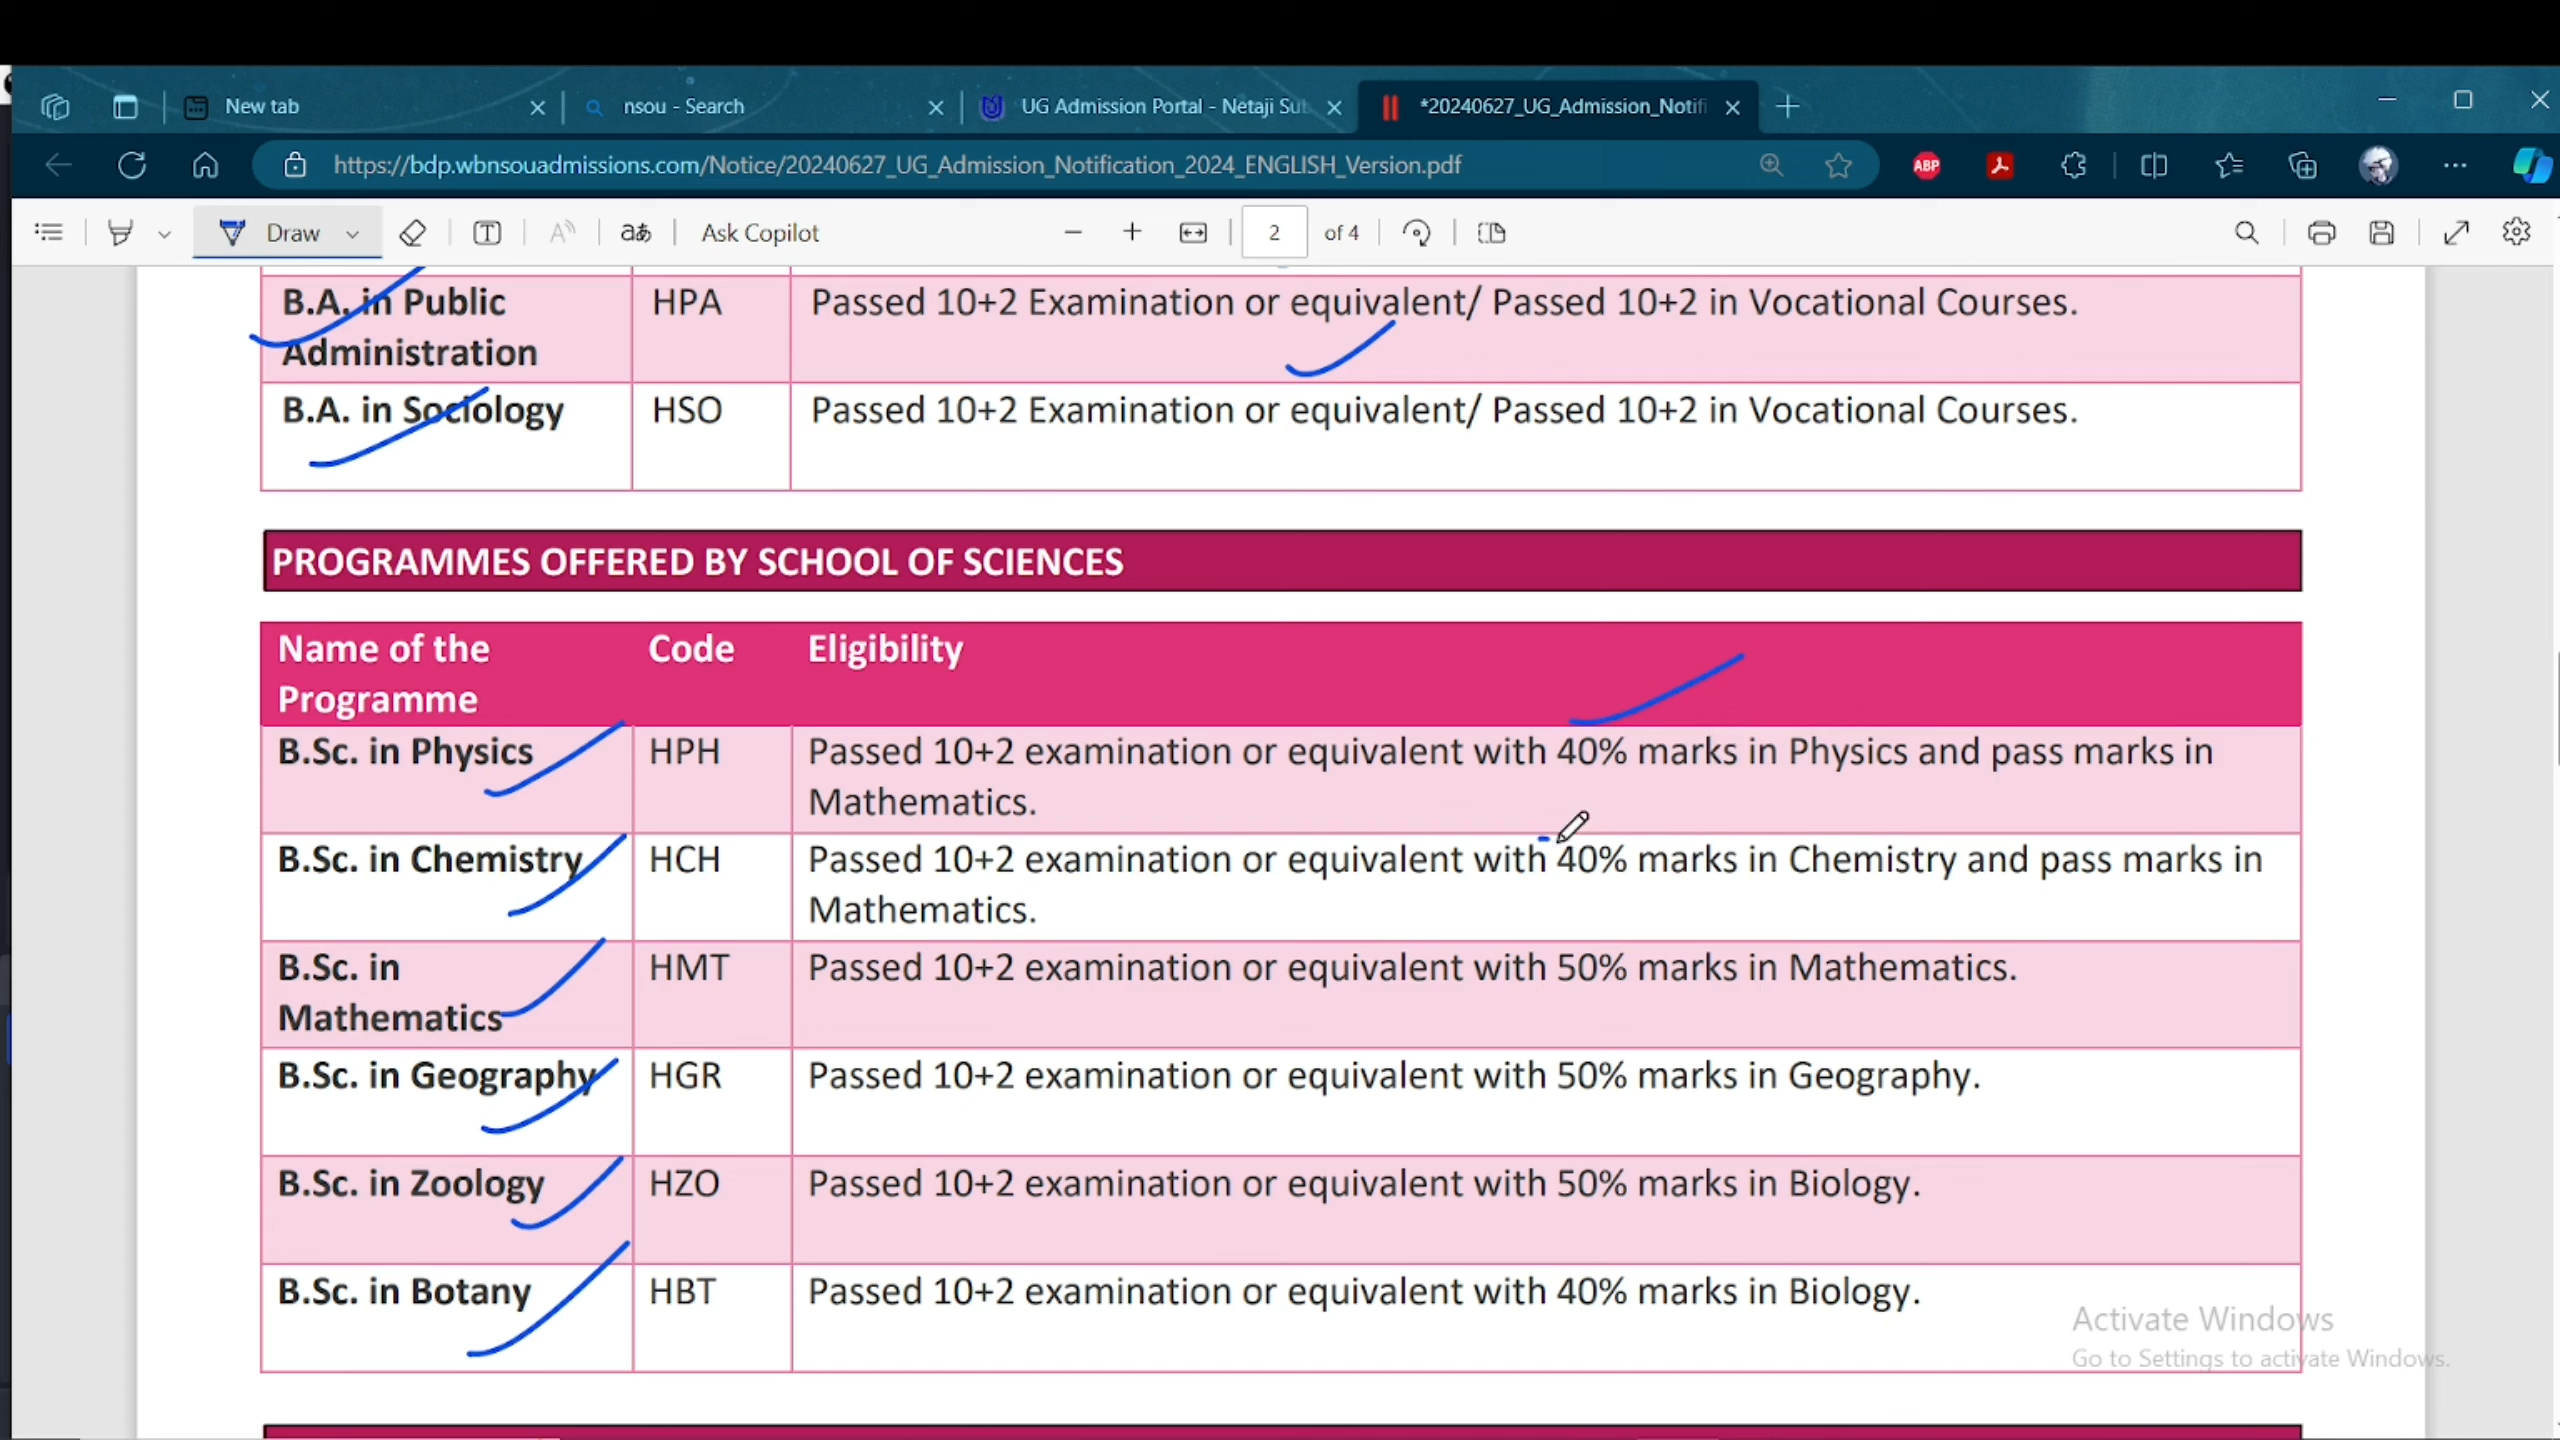 New tab
nsou - Search
UG Admission Portal - Netaji Sub
*20240627_UG_Admission_Notifi
https://bdp.wbnsouadmissions.com/Notice/20240627_UG_Admission_Notification_2024_ENGLISH_Version.pdf
ABP
Draw
T
aあ
Ask Copilot
2 of 4
B.A. in Public
Administration
HPA
Passed 10+2 Examination or equivalent/ Passed 10+2 in Vocational Courses.
B.A. in Sociology
HSO
Passed 10+2 Examination or equivalent/ Passed 10+2 in Vocational Courses.
PROGRAMMES OFFERED BY SCHOOL OF SCIENCES
Name of the
Programme
Code
Eligibility
B.Sc. in Physics
HPH
Passed 10+2 examination or equivalent with 40% marks in Physics and pass marks in
Mathematics.
B.Sc. in Chemistry
HCH
Passed 10+2 examination or equivalent with 40% marks in Chemistry and pass marks in
Mathematics.
B.Sc. in
Mathematics
HMT
Passed 10+2 examination or equivalent with 50% marks in Mathematics.
B.Sc. in Geography
HGR
Passed 10+2 examination or equivalent with 50% marks in Geography.
B.Sc. in Zoology
HZO
Passed 10+2 examination or equivalent with 50% marks in Biology.
B.Sc. in Botany
HBT
Passed 10+2 examination or equivalent with 40% marks in Biology.
Activate Windows
Go to Settings to activate Windows.